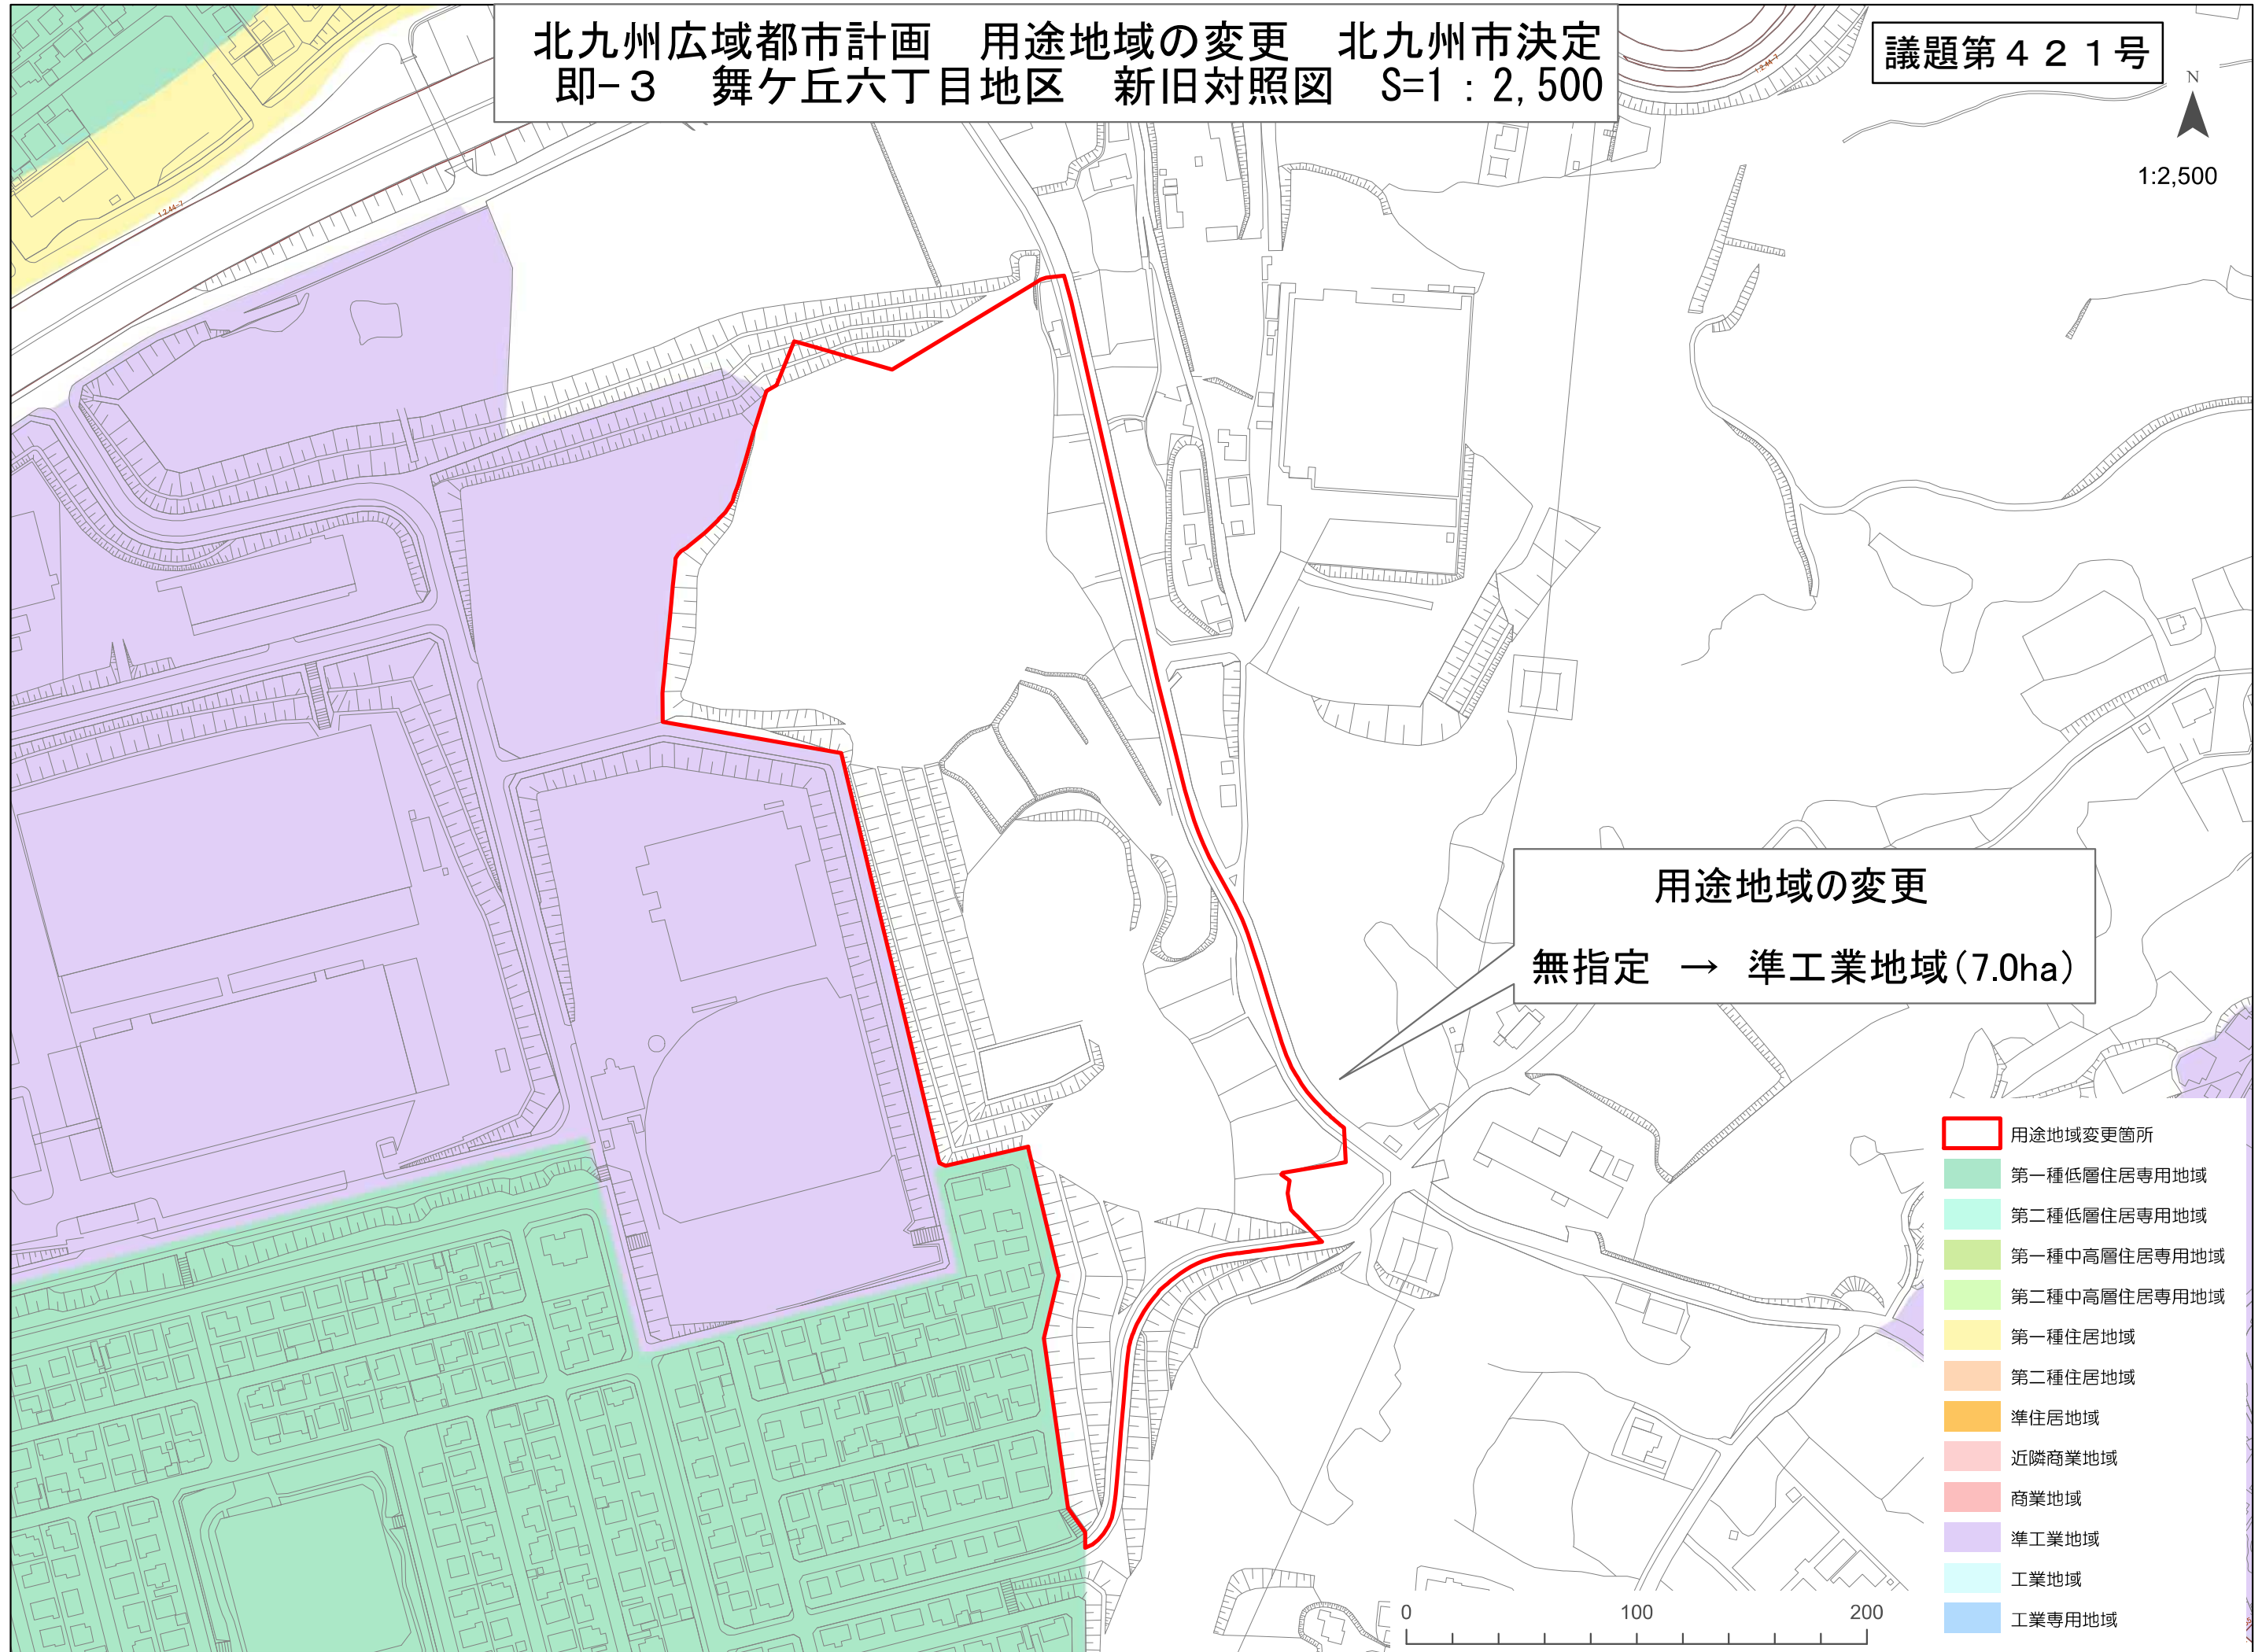 北九州広域都市計画　用途地域の変更　北九州市決定
即-３　舞ケ丘六丁目地区　新旧対照図　S=1：2,500
議題第４２１号
N
1:2,500
1･2･44-7
1･2･44-7
用途地域の変更
無指定　→　準工業地域(7.0ha)
用途地域変更箇所
第一種低層住居専用地域
第二種低層住居専用地域
第一種中高層住居専用地域
第二種中高層住居専用地域
第一種住居地域
第二種住居地域
準住居地域
近隣商業地域
商業地域
準工業地域
工業地域
工業専用地域
0 100 200